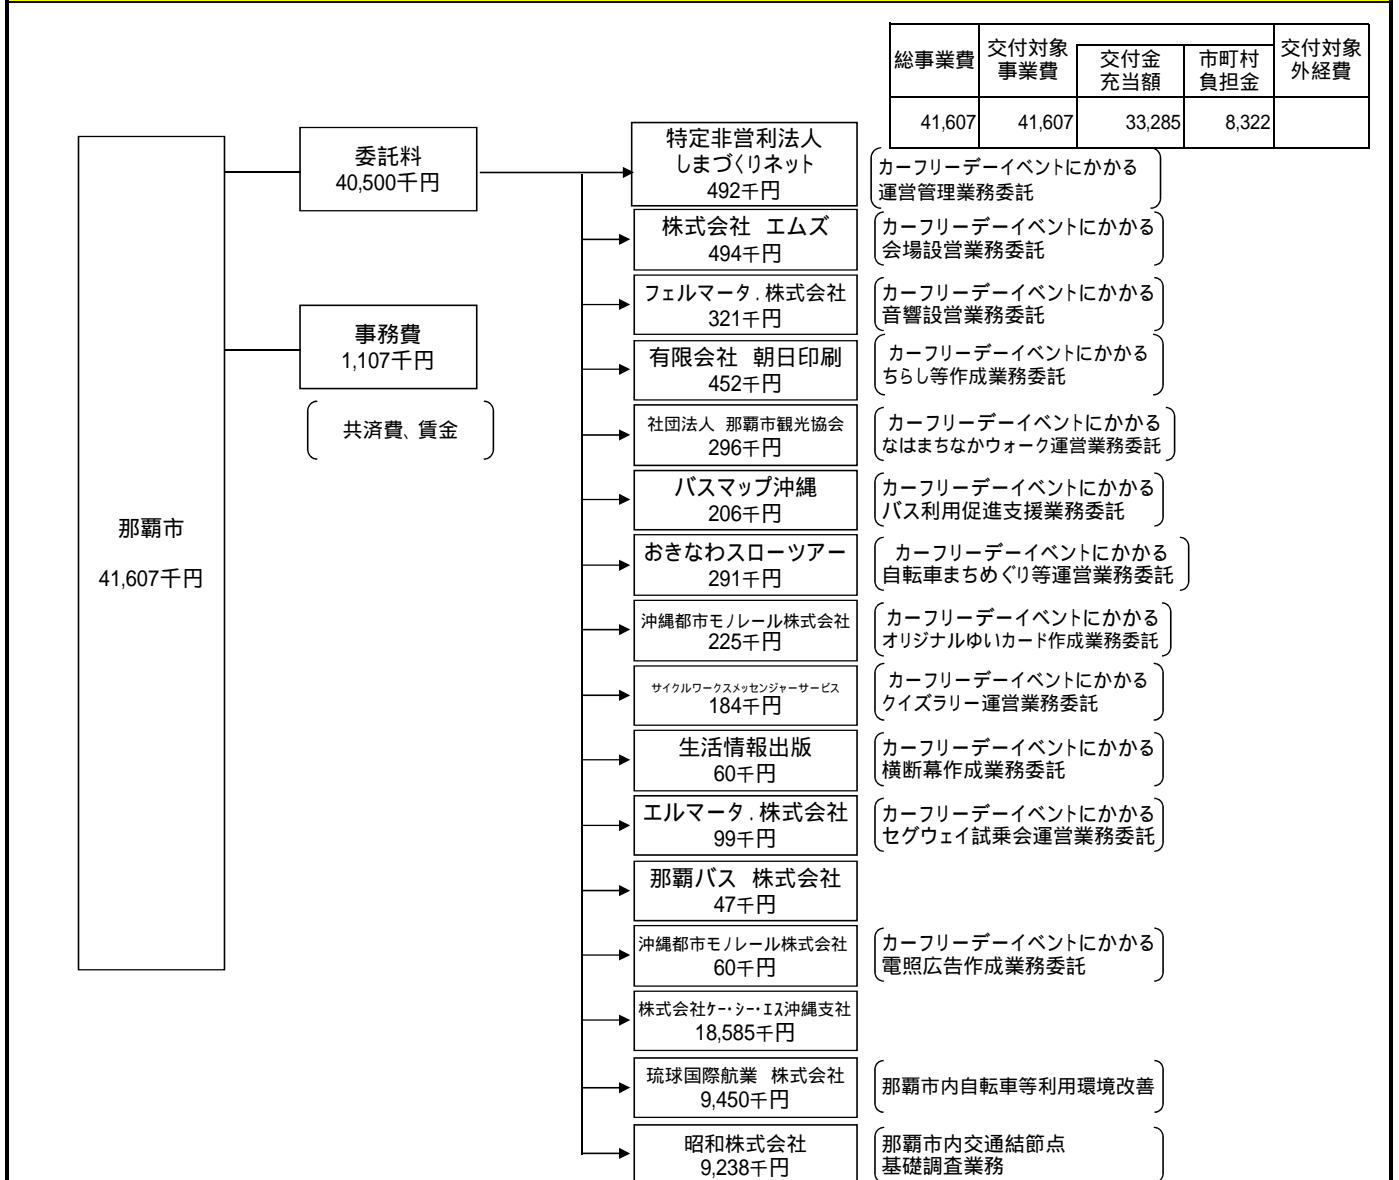 総事業費
交付対象
事業費
交付金
充当額
市町村
負担金
交付対象
外経費
41,607
41,607
33,285
8,322
那覇市
41,607千円
委託料
40,500千円
事務費
1,107千円
共済費、賃金
特定非営利法人
しまづくりネット
492千円
カーフリーデーイベントにかかる
運営管理業務委託
株式会社 エムズ
494千円
カーフリーデーイベントにかかる
会場設営業務委託
フェルマータ．株式会社
321千円
カーフリーデーイベントにかかる
音響設営業務委託
有限会社 朝日印刷
452千円
カーフリーデーイベントにかかる
ちらし等作成業務委託
社団法人 那覇市観光協会
296千円
カーフリーデーイベントにかかる
なはまちなかウォーク運営業務委託
バスマップ沖縄
206千円
カーフリーデーイベントにかかる
バス利用促進支援業務委託
おきなわスローツアー
291千円
カーフリーデーイベントにかかる
自転車まちめぐり等運営業務委託
沖縄都市モノレール株式会社
225千円
カーフリーデーイベントにかかる
オリジナルゆいカード作成業務委託
サイクルワークスメッセンジャーサービス
184千円
カーフリーデーイベントにかかる
クイズラリー運営業務委託
生活情報出版
60千円
カーフリーデーイベントにかかる
横断幕作成業務委託
エルマータ．株式会社
99千円
カーフリーデーイベントにかかる
セグウェイ試乗会運営業務委託
那覇バス 株式会社
47千円
沖縄都市モノレール株式会社
60千円
カーフリーデーイベントにかかる
電照広告作成業務委託
株式会社ケー・シー・エス沖縄支社
18,585千円
琉球国際航業 株式会社
9,450千円
那覇市内自転車等利用環境改善
昭和株式会社
9,238千円
那覇市内交通結節点
基礎調査業務